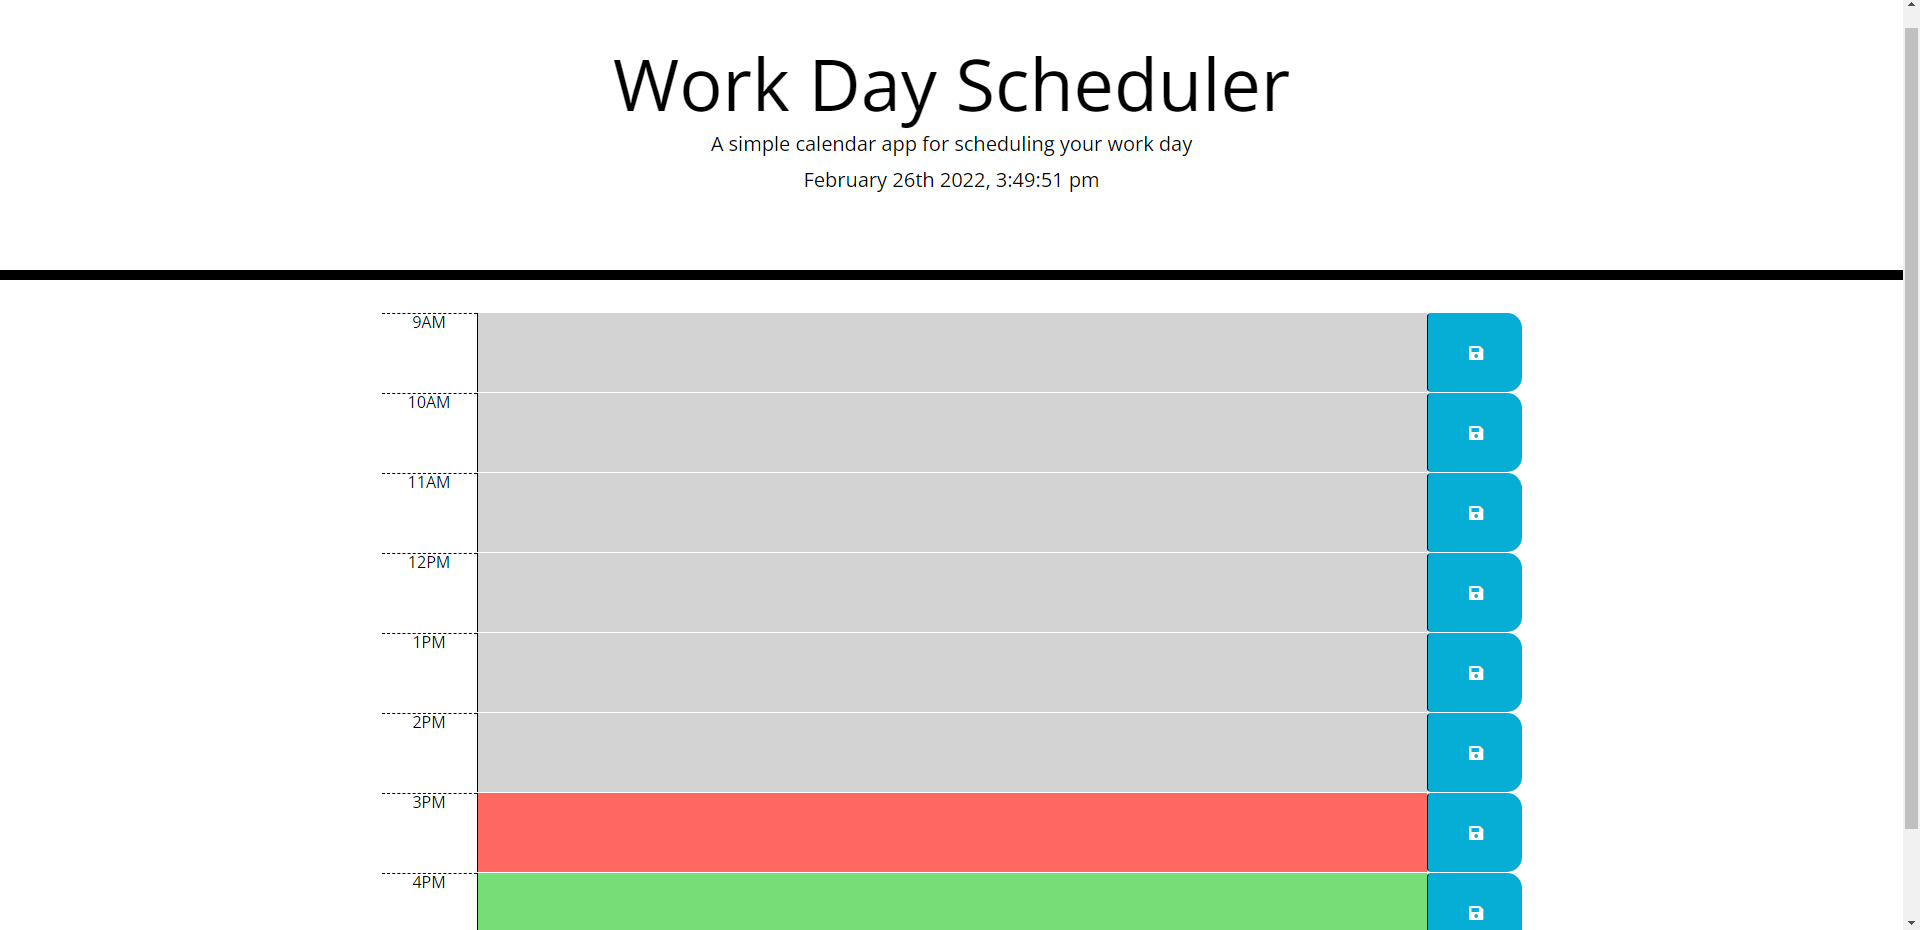 Work Day Scheduler
A simple calendar app for scheduling your work day
February 26th 2022, 3:49:51 pm
9AM
10AM
11AM
12PM
1PM
2PM
3PM
4PM